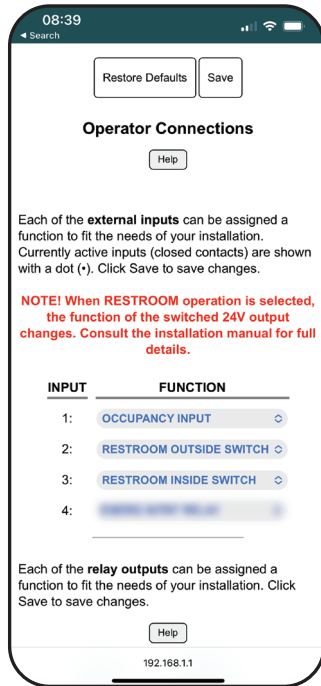 08:39
◀ Search
Restore Defaults Save
Operator Connections
Help
Each of the external inputs can be assigned a
function to fit the needs of your installation.
Currently active inputs (closed contacts) are shown
with a dot (•). Click Save to save changes.
NOTE! When RESTROOM operation is selected,
the function of the switched 24V output
changes. Consult the installation manual for full
details.
INPUT FUNCTION
1: OCCUPANCY INPUT
2: RESTROOM OUTSIDE SWITCH
3: RESTROOM INSIDE SWITCH
4:
Each of the relay outputs can be assigned a
function to fit the needs of your installation. Click
Save to save changes.
Help
192.168.1.1